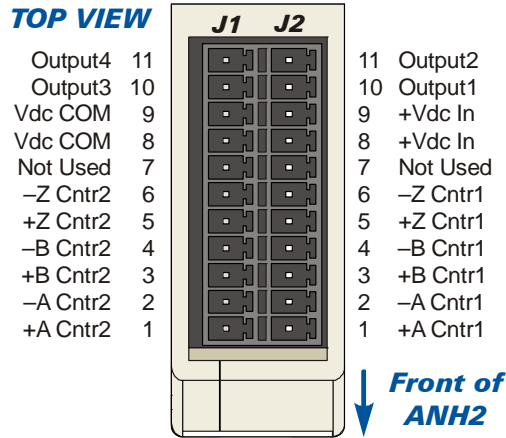 TOP VIEW J1 J2
Output4 11 11 Output2
Output3 10 10 Output1
Vdc COM 9 9 +Vdc In
Vdc COM 8 8 +Vdc In
Not Used 7 7 Not Used
–Z Cntr2 6 6 –Z Cntr1
+Z Cntr2 5 5 +Z Cntr1
–B Cntr2 4 4 –B Cntr1
+B Cntr2 3 3 +B Cntr1
–A Cntr2 2 2 –A Cntr1
+A Cntr2 1 1 +A Cntr1
Front of
ANH2